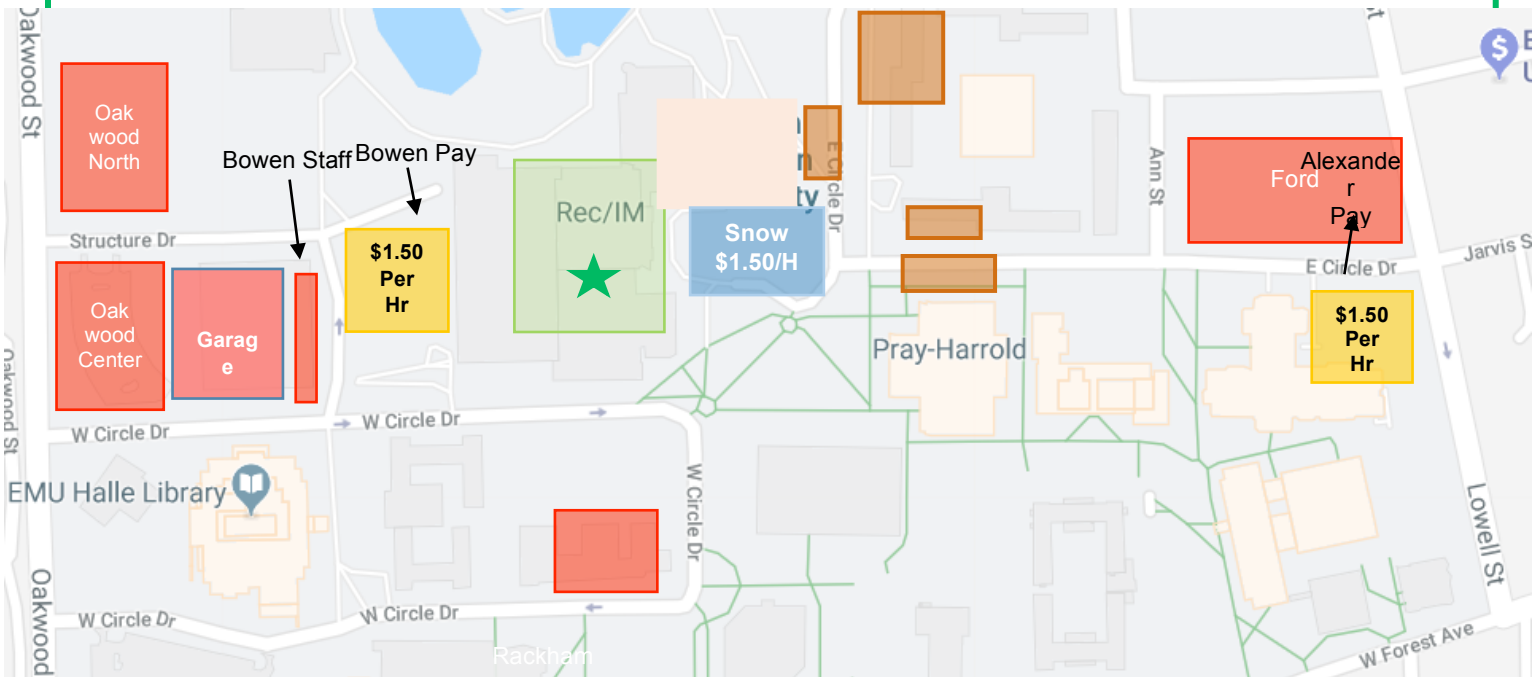 Oakwood St
St
$
E
U
Oak
wood
North
Bowen Staff
Bowen Pay
n
n
ty
E Circle Dr
Ann St
Ford
Alexande
r
Pay
Rec/IM
Structure Dr
$1.50
Per
Hr
Snow
$1.50/H
E Circle Dr
Jarvis S
Oak
wood
Center
Garag
e
$1.50
Per
Hr
Pray-Harrold
Oakwood St
W Circle Dr
W Circle Dr
EMU Halle Library
W Circle Dr
Lowell St
Oakwood
W Circle Dr
W Circle Dr
Rackham
W Forest Ave